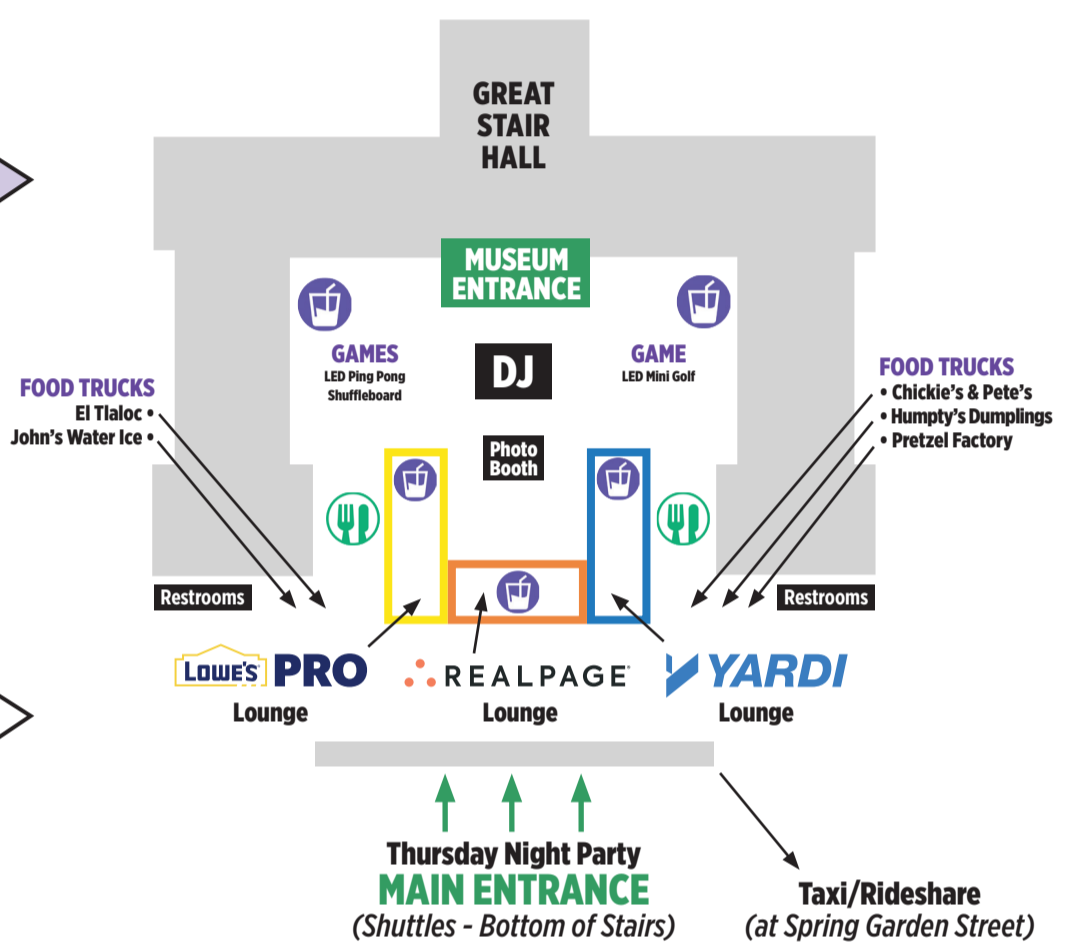 GREAT
STAIR
HALL
MUSEUM
ENTRANCE
GAMES
LED Ping Pong
Shuffleboard
DJ
GAME
LED Mini Golf
FOOD TRUCKS
El Tlaloc •
John's Water Ice •
FOOD TRUCKS
• Chickie's & Pete's
• Humpty's Dumplings
• Pretzel Factory
Photo
Booth
Restrooms
Restrooms
LOWE'S PRO
Lounge
REALPAGE
Lounge
YARDI
Lounge
Thursday Night Party
MAIN ENTRANCE
(Shuttles - Bottom of Stairs)
Taxi/Rideshare
(at Spring Garden Street)